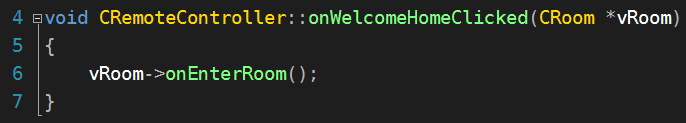 4 void CRemoteController::onWelcomeHomeClicked(CRoom *vRoom)
5 {
6     vRoom->onEnterRoom();
7 }